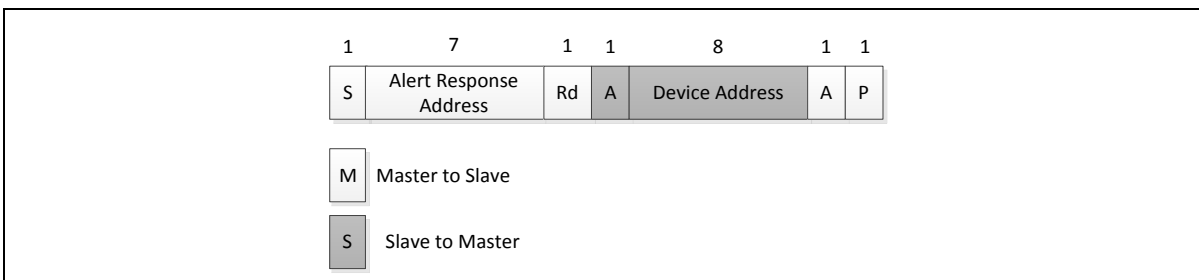 1 7 1 1 8 1 1
S Alert Response Address Rd A Device Address A P
M Master to Slave
S Slave to Master